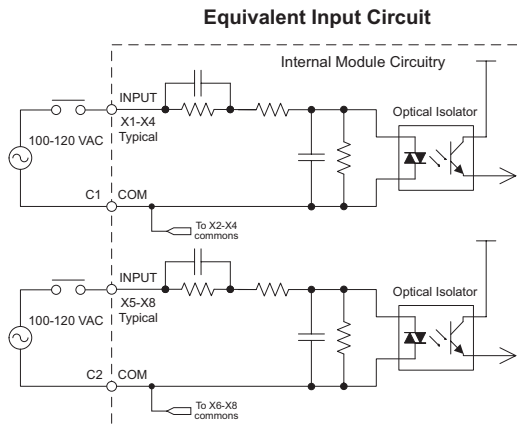 Equivalent Input Circuit
Internal Module Circuitry
INPUT
X1-X4
Typical
100-120 VAC
Optical Isolator
C1
COM
To X2-X4
commons
INPUT
X5-X8
Typical
100-120 VAC
Optical Isolator
C2
COM
To X6-X8
commons